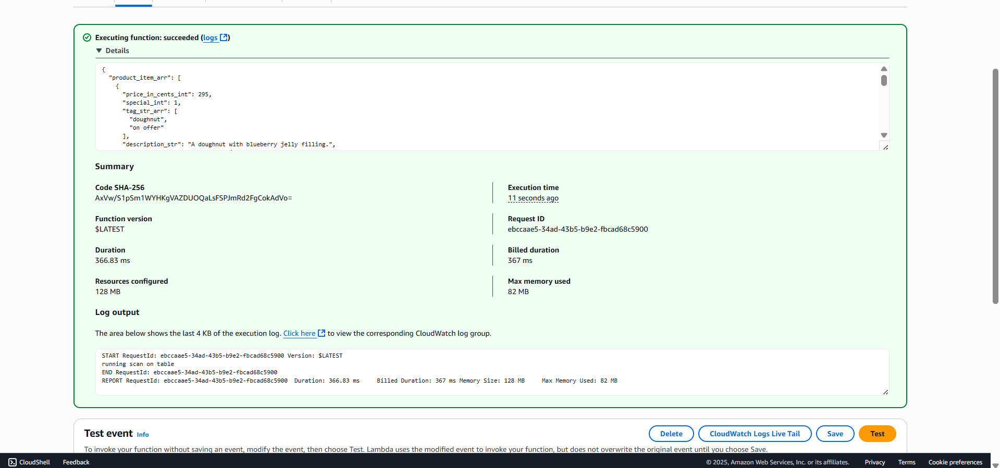 Executing function: succeeded (logs)
Details
{
"product_item_arr": [
{
"price_in_cents_int": 295,
"special_int": 1,
"tag_str_arr": [
"doughnut",
"on offer"
],
"description_str": "A doughnut with blueberry jelly filling.",
Summary
Code SHA-256
AxVw/S1pSm1WYHKgVAZDUOQaLsFSPJmRd2FgCokAdVo=
Execution time
11 seconds ago
Function version
$LATEST
Request ID
ebccaae5-34ad-43b5-b9e2-fbcad68c5900
Duration
366.83 ms
Billed duration
367 ms
Resources configured
128 MB
Max memory used
82 MB
Log output
The area below shows the last 4 KB of the execution log. Click here to view the corresponding CloudWatch log group.
START RequestId: ebccaae5-34ad-43b5-b9e2-fbcad68c5900 Version: $LATEST
running scan on table
END RequestId: ebccaae5-34ad-43b5-b9e2-fbcad68c5900
REPORT RequestId: ebccaae5-34ad-43b5-b9e2-fbcad68c5900 Duration: 366.83 ms Billed Duration: 367 ms Memory Size: 128 MB Max Memory Used: 82 MB
Test event Info
Delete
CloudWatch Logs Live Tail
Save
Test
To invoke your function without saving an event, modify the event, then choose Test. Lambda uses the modified event to invoke your function, but does not overwrite the original event until you choose Save.
CloudShell
Feedback
© 2025, Amazon Web Services, Inc. or its affiliates.
Privacy
Terms
Cookie preferences